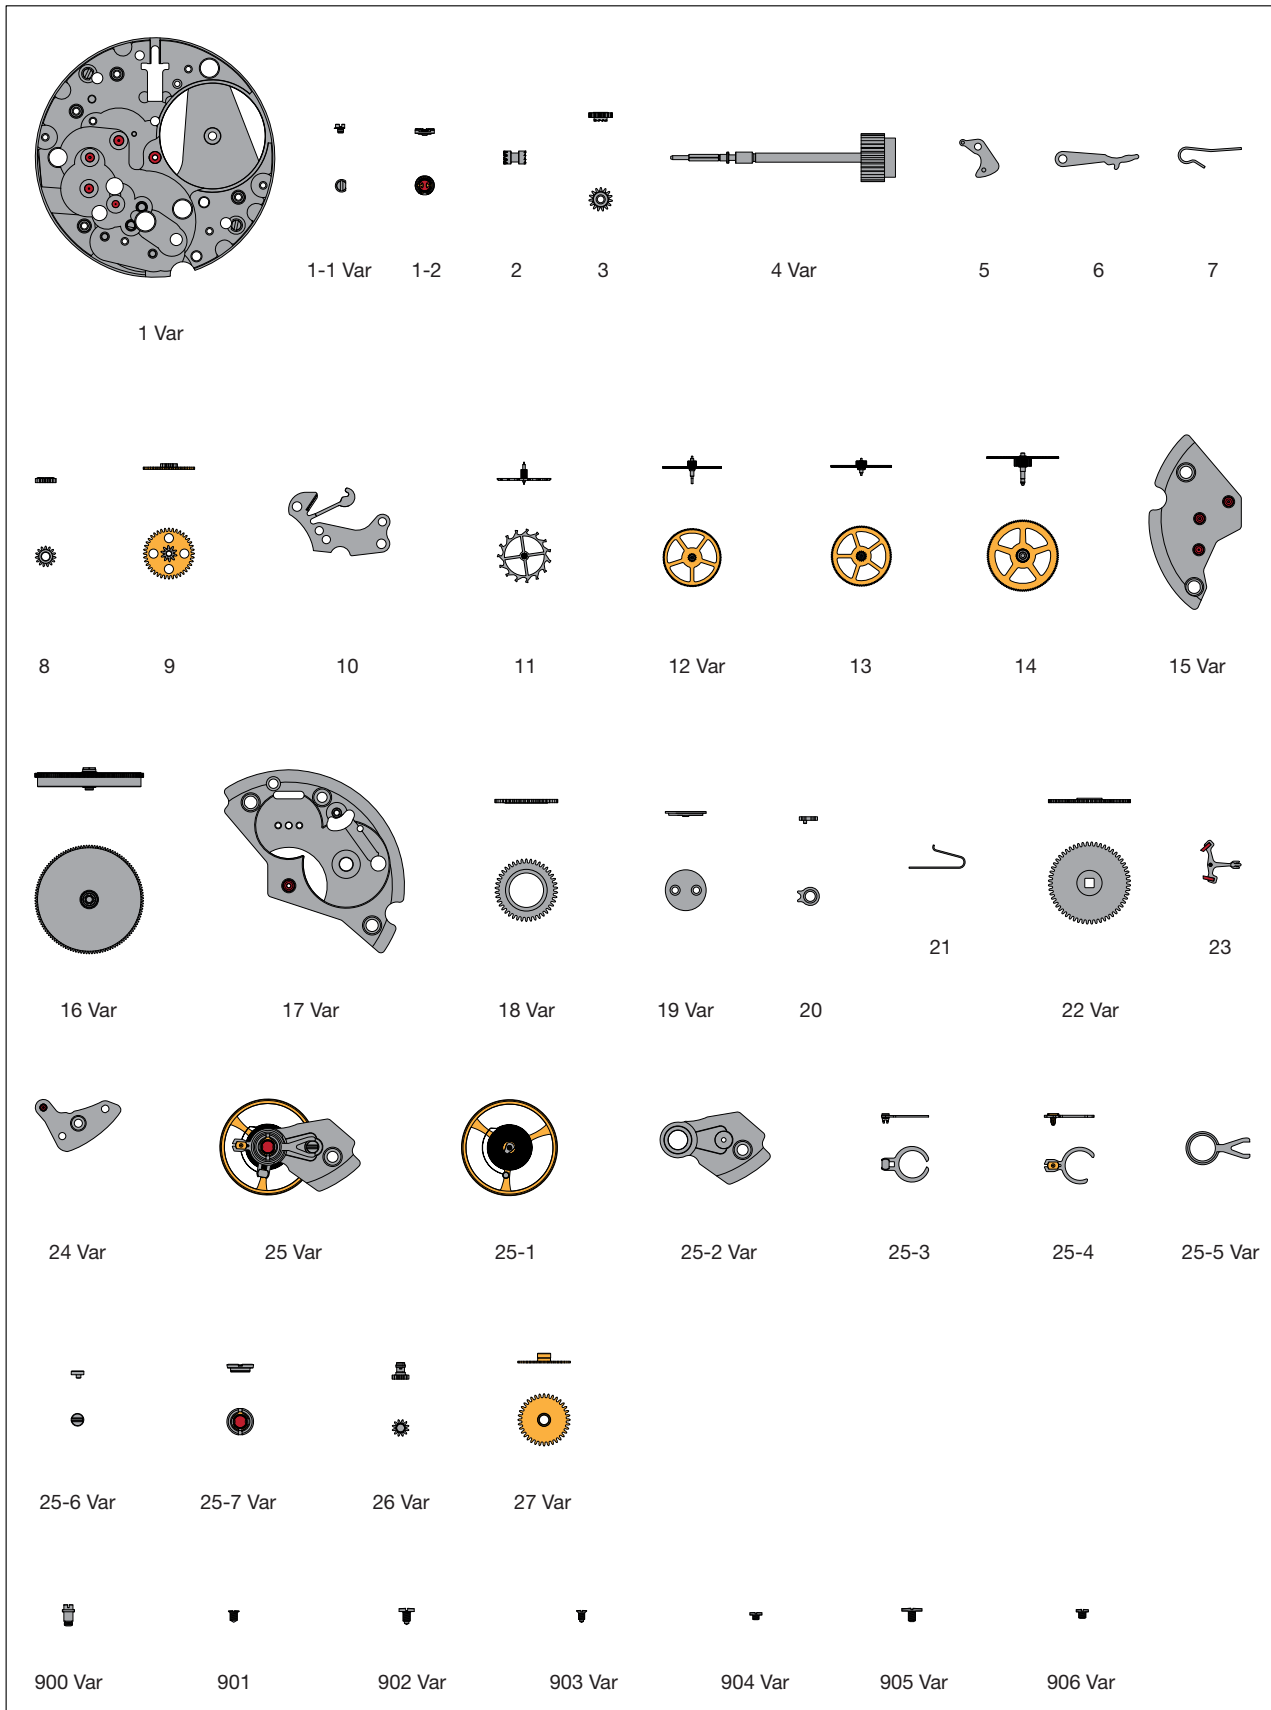 1-1 Var 1-2 2 3 4 Var 5 6 7
1 Var
8 9 10 11 12 Var 13 14 15 Var
21 23
16 Var 17 Var 18 Var 19 Var 20 22 Var
24 Var 25 Var 25-1 25-2 Var 25-3 25-4 25-5 Var
25-6 Var 25-7 Var 26 Var 27 Var
900 Var 901 902 Var 903 Var 904 Var 905 Var 906 Var